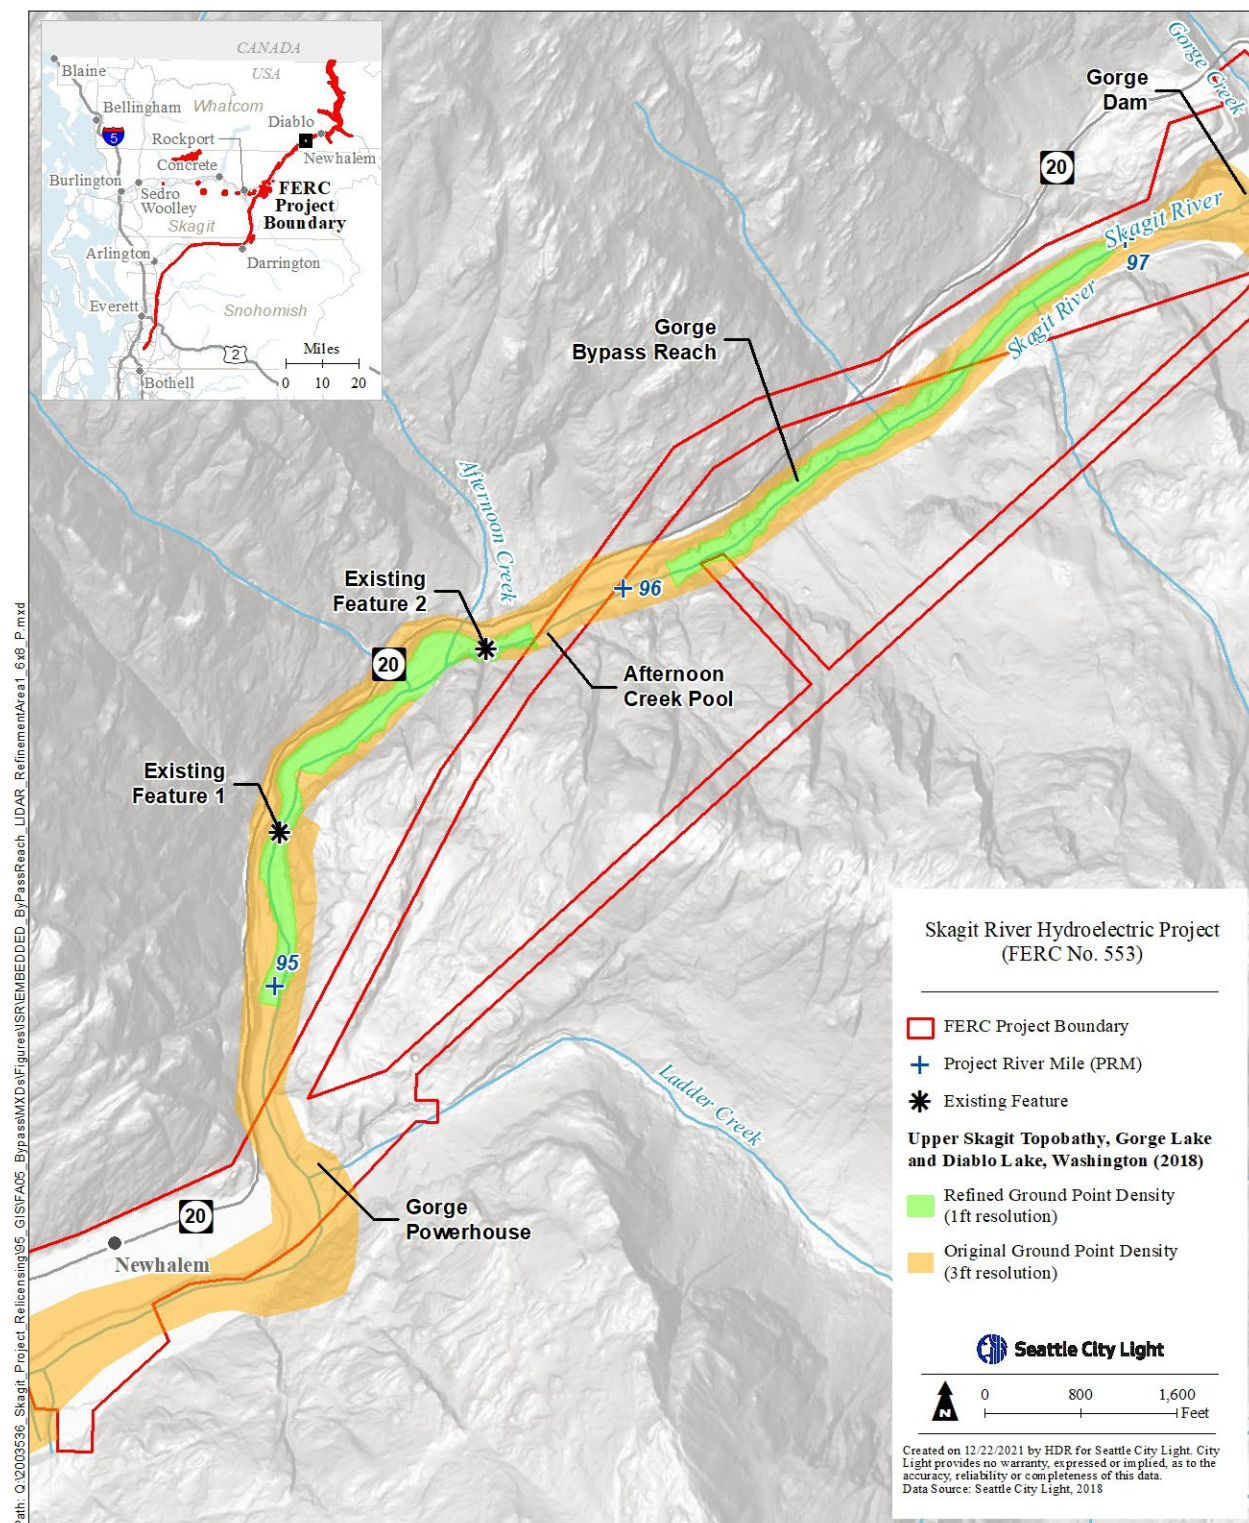 CANADA
USA
Blaine
Bellingham
Whatcom
5
Diablo
Rockport
Newhalem
Concrete
Burlington
Sedro
Woolley
FERC
Project
Boundary
Skagit
Arlington
Darrington
Everett
Snohomish
Miles
2
0 10 20
Bothell
Gorge Creek
Gorge
Dam
20
Skagit River
97
Skagit River
Gorge
Bypass Reach
Afternoon Creek
Existing
Feature 2
96
20
Afternoon
Creek Pool
Existing
Feature 1
95
Ladder Creek
Gorge
Powerhouse
20
Newhalem
Skagit River Hydroelectric Project
(FERC No. 553)
FERC Project Boundary
Project River Mile (PRM)
Existing Feature
Upper Skagit Topobathy, Gorge Lake
and Diablo Lake, Washington (2018)
Refined Ground Point Density
(1ft resolution)
Original Ground Point Density
(3ft resolution)
Seattle City Light
N
0 800 1,600
Feet
Created on 12/22/2021 by HDR for Seattle City Light. City
Light provides no warranty, expressed or implied, as to the
accuracy, reliability or completeness of this data.
Data Source: Seattle City Light, 2018
Path: Q:\2003536_Skagit_Project_Relicensing\95_GIS\FA05_Bypass\MXDs\Figures\ISR\EMBEDDED_ByPassReach_LIDAR_RefinementArea1_6x8_P.mxd